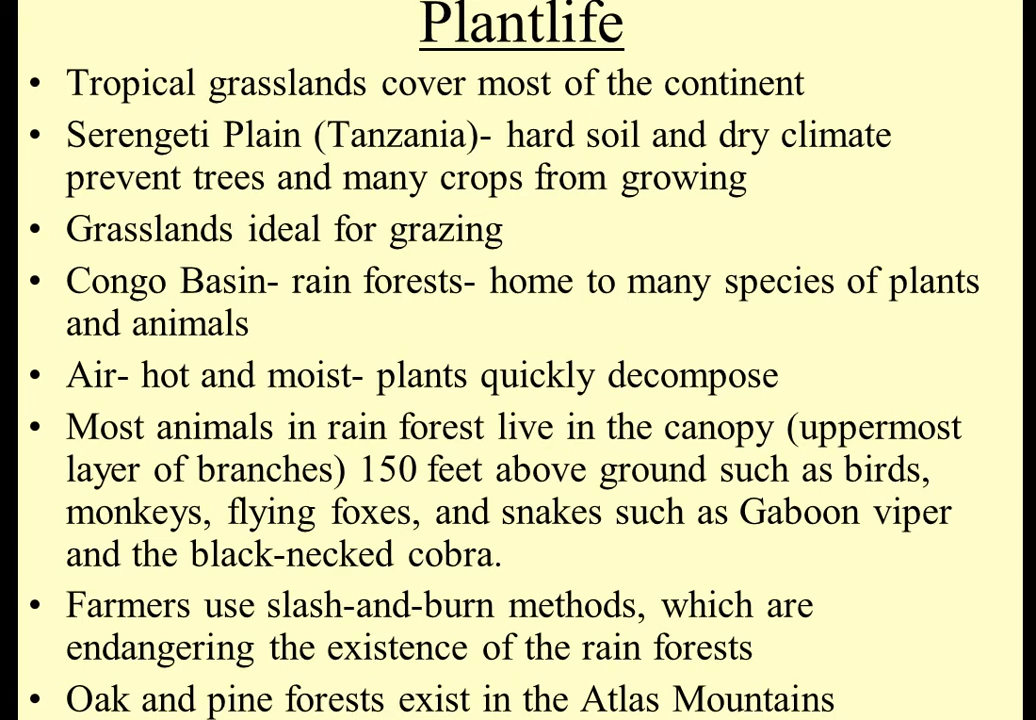 Plantlife
• Tropical grasslands cover most of the continent
• Serengeti Plain (Tanzania)- hard soil and dry climate
prevent trees and many crops from growing
• Grasslands ideal for grazing
• Congo Basin- rain forests- home to many species of plants
and animals
• Air- hot and moist- plants quickly decompose
• Most animals in rain forest live in the canopy (uppermost
layer of branches) 150 feet above ground such as birds,
monkeys, flying foxes, and snakes such as Gaboon viper
and the black-necked cobra.
• Farmers use slash-and-burn methods, which are
endangering the existence of the rain forests
• Oak and pine forests exist in the Atlas Mountains